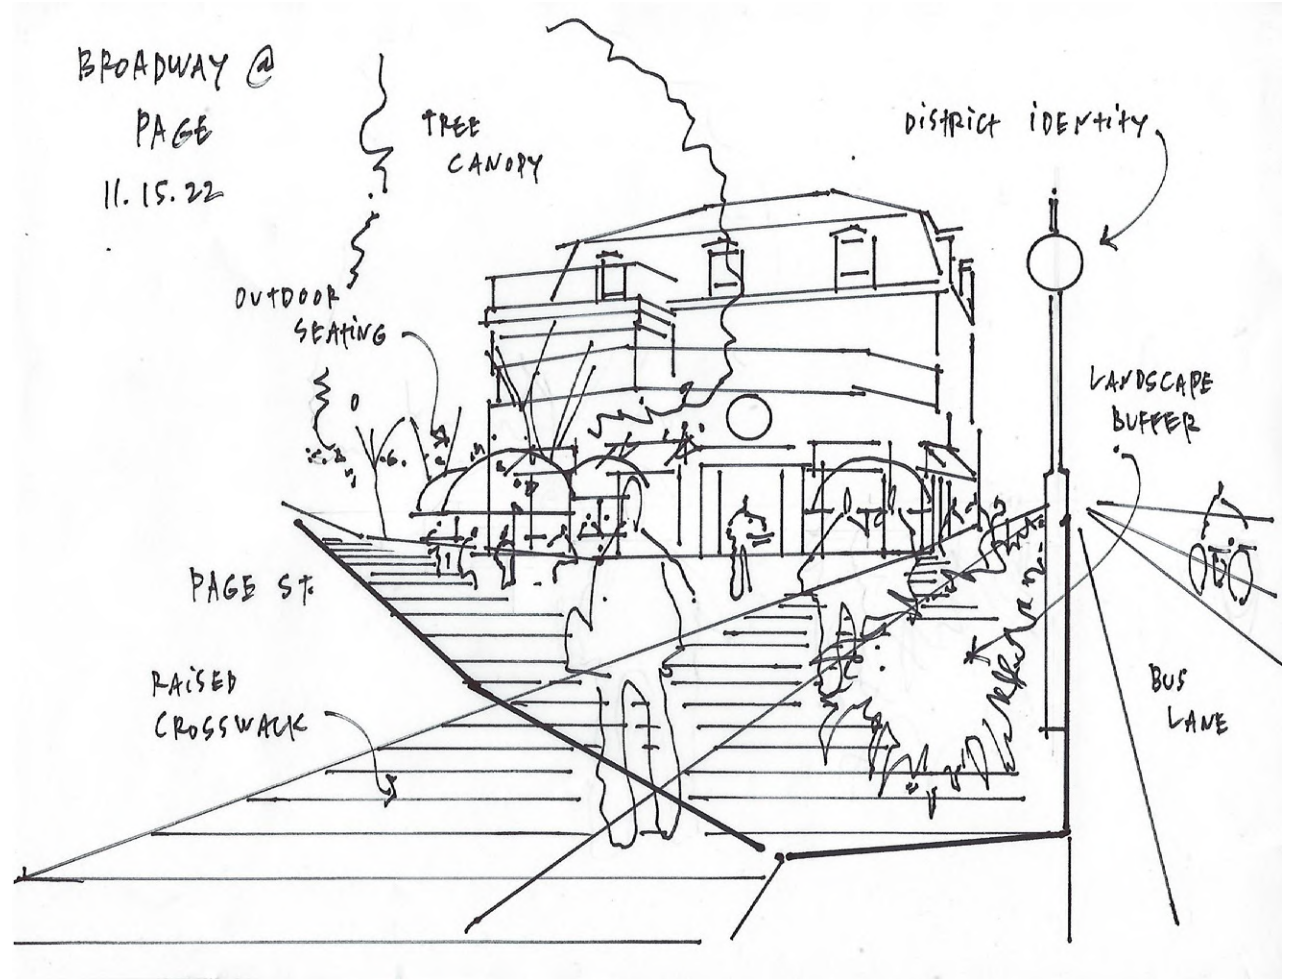 BROADWAY @
PAGE
11.15.22
TREE
CANOPY
DISTRICT IDENTITY
OUTDOOR
SEATING
LANDSCAPE
BUFFER
PAGE ST.
RAISED
CROSSWALK
BUS
LANE